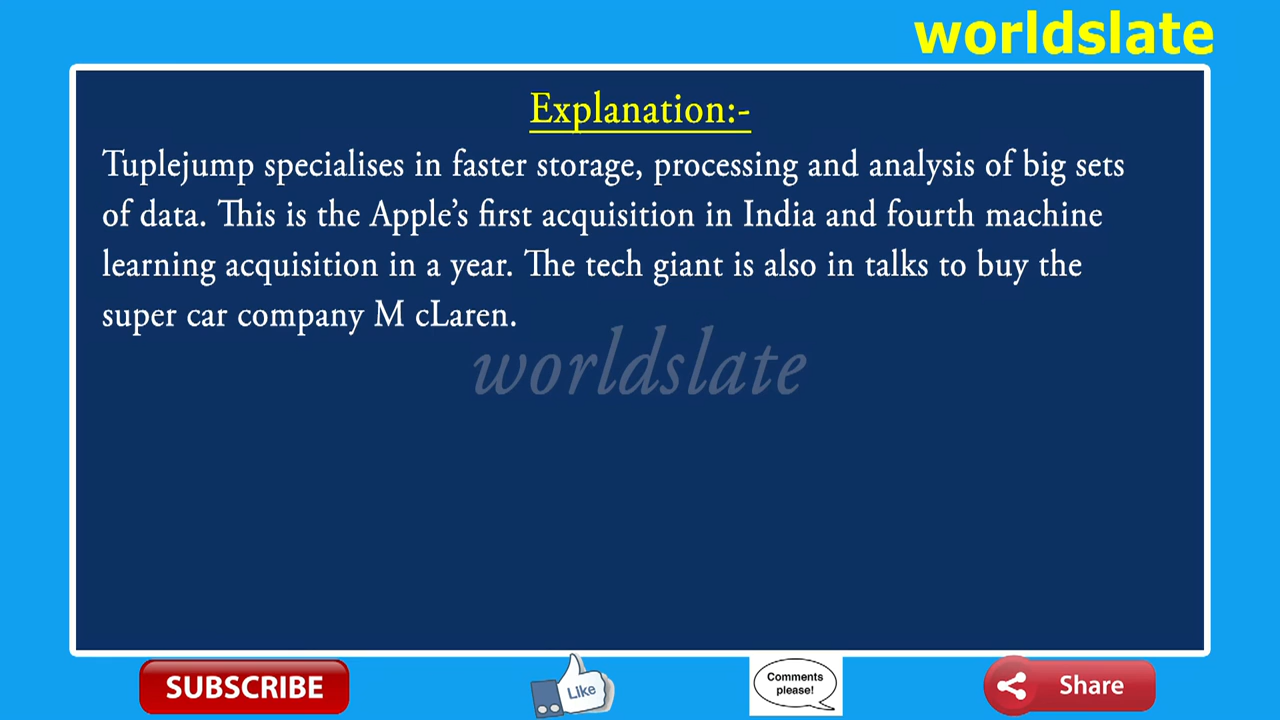 worldslate
Explanation:-
Tuplejump specialises in faster storage, processing and analysis of big sets
of data. This is the Apple’s first acquisition in India and fourth machine
learning acquisition in a year. The tech giant is also in talks to buy the
super car company M cLaren.
worldslate
SUBSCRIBE
Like
Comments
please!
Share